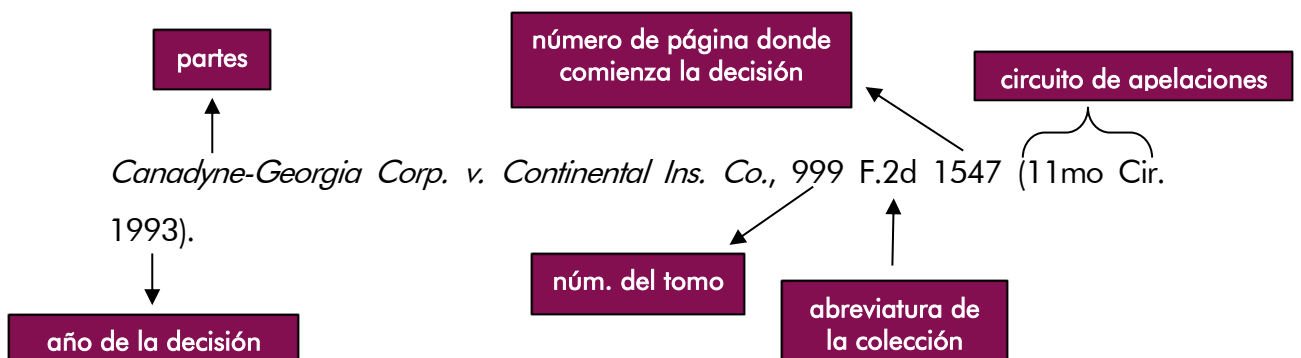 partes
número de página donde
comienza la decisión
circuito de apelaciones
Canadyne-Georgia Corp. v. Continental Ins. Co., 999 F.2d 1547 (11mo Cir.
1993).
núm. del tomo
abreviatura de
la colección
año de la decisión